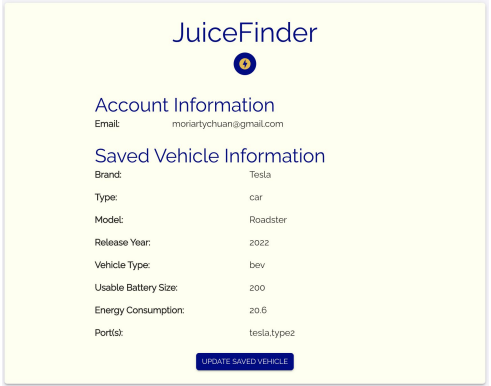 JuiceFinder
Account Information
Email: moriartychuan@gmail.com
Saved Vehicle Information
Brand: Tesla
Type: car
Model: Roadster
Release Year: 2022
Vehicle Type: bev
Usable Battery Size: 200
Energy Consumption: 20.6
Port(s): tesla,type2
UPDATE SAVED VEHICLE